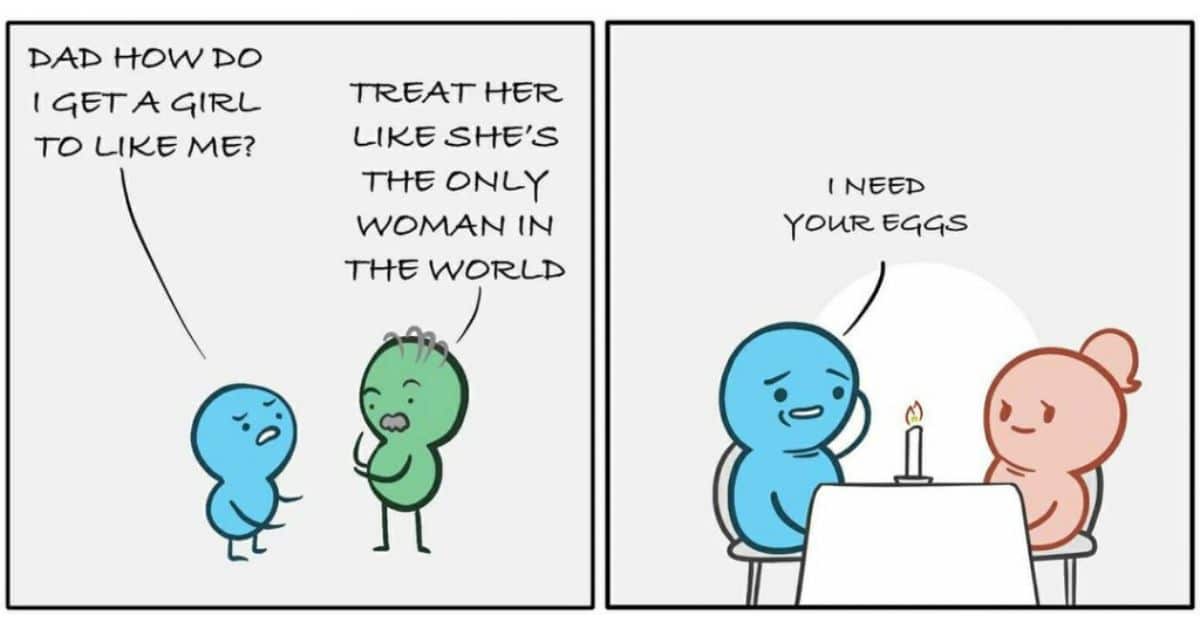 DAD HOW DO
I GET A GIRL
TO LIKE ME?
TREAT HER
LIKE SHE'S
THE ONLY
WOMAN IN
THE WORLD
I NEED
YOUR EGGS